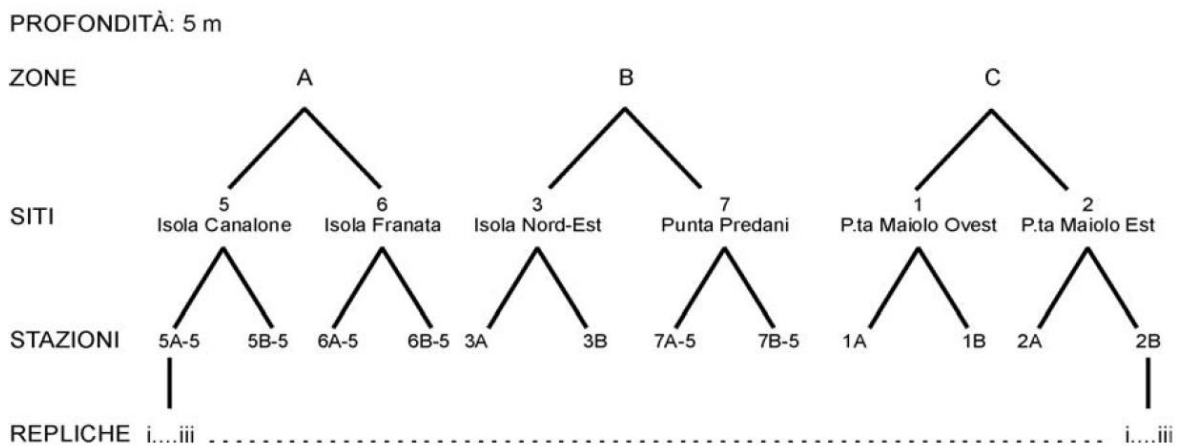 PROFONDITÀ: 5 m
ZONE A B C
5 6 3 7 1 2
SITI Isola Canalone Isola Franata Isola Nord-Est Punta Predani P.ta Maiolo Ovest P.ta Maiolo Est
STAZIONI 5A-5 5B-5 6A-5 6B-5 3A 3B 7A-5 7B-5 1A 1B 2A 2B
REPLICHE i....iii i....iii